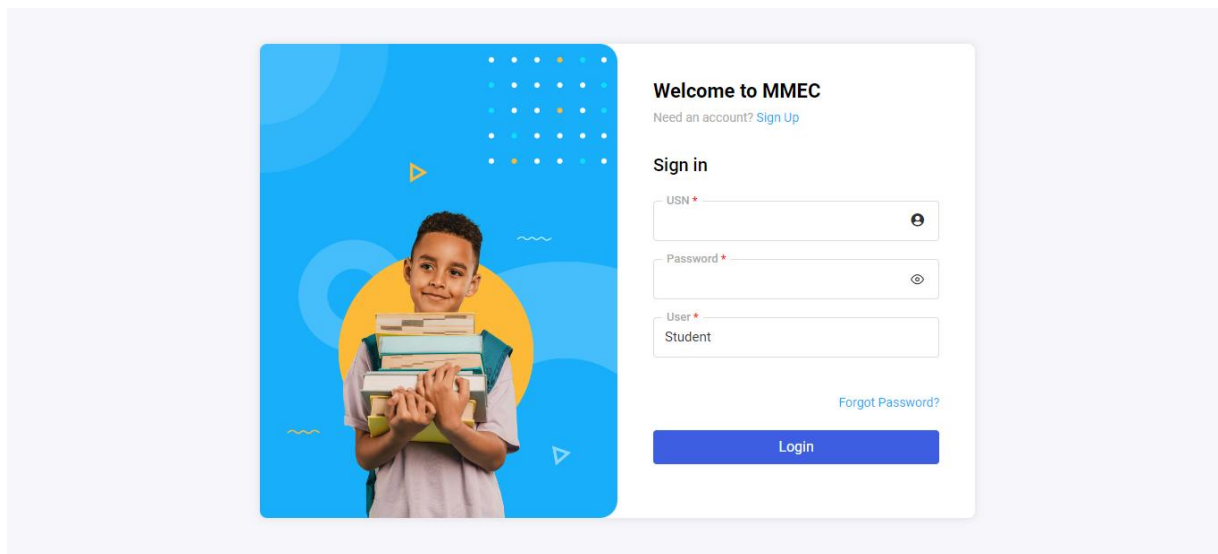 Welcome to MMEC
Need an account? Sign Up
Sign in
USN *
Password *
User *
Student
Forgot Password?
Login